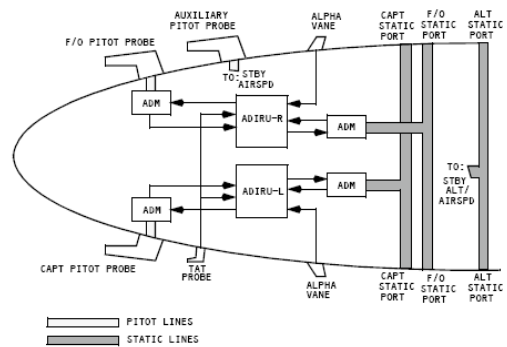 AUXILIARY
PITOT PROBE
F/O PITOT PROBE
ALPHA
VANE
CAPT
STATIC
PORT
F/O
STATIC
PORT
ALT
STATIC
PORT
TO: STBY
AIRSPD
ADM
ADIRU-R
ADM
TO:
STBY
ALT/
AIRSPD
ADIRU-L
ADM
ADM
CAPT PITOT PROBE
TAT
PROBE
ALPHA
VANE
CAPT
STATIC
PORT
F/O
STATIC
PORT
ALT
STATIC
PORT
PITOT LINES
STATIC LINES